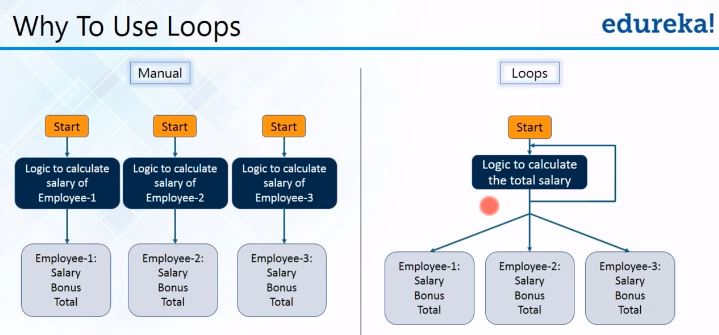 Why To Use Loops
edureka!
Manual
Start
Start
Start
Logic to calculate
salary of
Employee-1
Logic to calculate
salary of
Employee-2
Logic to calculate
salary of
Employee-3
Employee-1:
Salary
Bonus
Total
Employee-2:
Salary
Bonus
Total
Employee-3:
Salary
Bonus
Total
Loops
Start
Logic to calculate
the total salary
Employee-1:
Salary
Bonus
Total
Employee-2:
Salary
Bonus
Total
Employee-3:
Salary
Bonus
Total